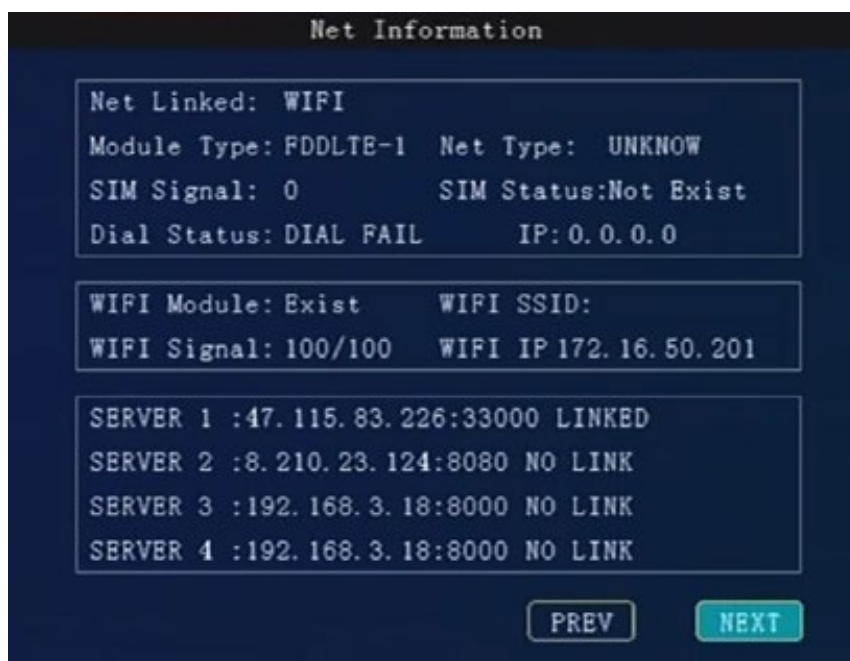 Net Information
Net Linked: WIFI
Module Type: FDDLTE-1 Net Type: UNKNOW
SIM Signal: 0 SIM Status:Not Exist
Dial Status: DIAL FAIL IP:0.0.0.0
WIFI Module: Exist WIFI SSID:
WIFI Signal: 100/100 WIFI IP 172.16.50.201
SERVER 1 :47.115.83.226:33000 LINKED
SERVER 2 :8.210.23.124:8080 NO LINK
SERVER 3 :192.168.3.18:8000 NO LINK
SERVER 4 :192.168.3.18:8000 NO LINK
PREV NEXT